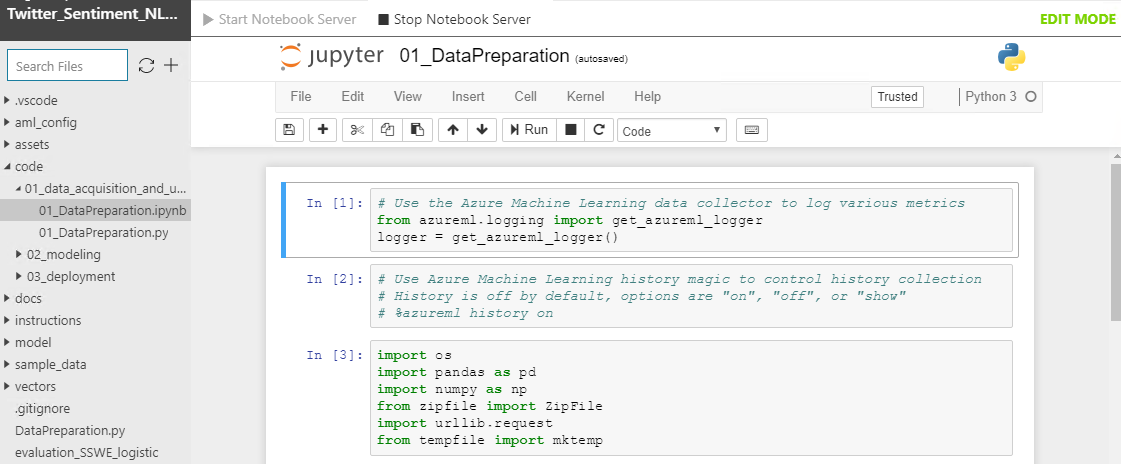 Twitter_Sentiment_NL...
Start Notebook Server
Stop Notebook Server
EDIT MODE
Search Files
.vscode
aml_config
assets
code
01_data_acquisition_and_u...
01_DataPreparation.ipynb
01_DataPreparation.py
02_modeling
03_deployment
docs
instructions
model
sample_data
vectors
.gitignore
DataPreparation.py
evaluation_SSWE_logistic
jupyter 01_DataPreparation (autosaved)
File Edit View Insert Cell Kernel Help Trusted Python 3
Run Code
In [1]:
# Use the Azure Machine Learning data collector to log various metrics
from azureml.logging import get_azureml_logger
logger = get_azureml_logger()
In [2]:
# Use Azure Machine Learning history magic to control history collection
# History is off by default, options are "on", "off", or "show"
# %azureml history on
In [3]:
import os
import pandas as pd
import numpy as np
from zipfile import ZipFile
import urllib.request
from tempfile import mktemp